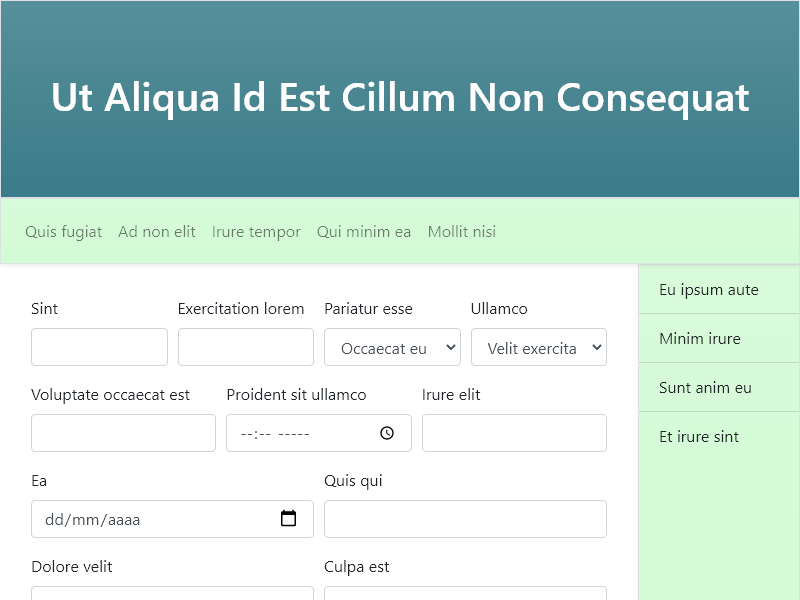 Ut Aliqua Id Est Cillum Non Consequat
Quis fugiat Ad non elit Irure tempor Qui minim ea Mollit nisi
Sint Exercitation lorem Pariatur esse Ullamco
Occaecat eu Velit exercita
Voluptate occaecat est Proident sit ullamco Irure elit
--:-- -----
Ea Quis qui
dd/mm/aaaa
Dolore velit Culpa est
Eu ipsum aute
Minim irure
Sunt anim eu
Et irure sint